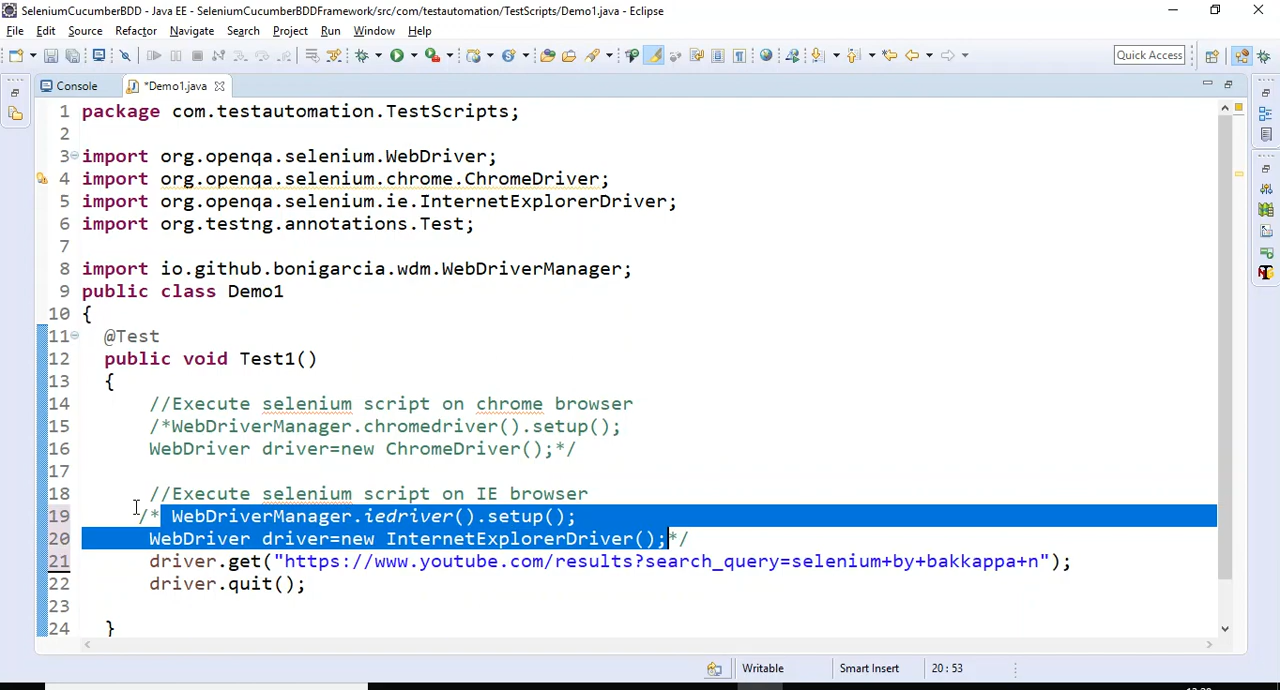 SeleniumCucumberBDD - Java EE - SeleniumCucumberBDDFramework/src/com/testautomation/TestScripts/Demo1.java - Eclipse
File Edit Source Refactor Navigate Search Project Run Window Help
Quick Access
Console *Demo1.java
1 package com.testautomation.TestScripts;
2
3 import org.openqa.selenium.WebDriver;
4 import org.openqa.selenium.chrome.ChromeDriver;
5 import org.openqa.selenium.ie.InternetExplorerDriver;
6 import org.testng.annotations.Test;
7
8 import io.github.bonigarcia.wdm.WebDriverManager;
9 public class Demo1
10 {
11 @Test
12 public void Test1()
13 {
14 //Execute selenium script on chrome browser
15 /*WebDriverManager.chromedriver().setup();
16 WebDriver driver=new ChromeDriver();*/
17
18 //Execute selenium script on IE browser
19 /* WebDriverManager.iedriver().setup();
20 WebDriver driver=new InternetExplorerDriver();*/
21 driver.get("https://www.youtube.com/results?search_query=selenium+by+bakkappa+n");
22 driver.quit();
23
24 }
Writable Smart Insert 20 : 53